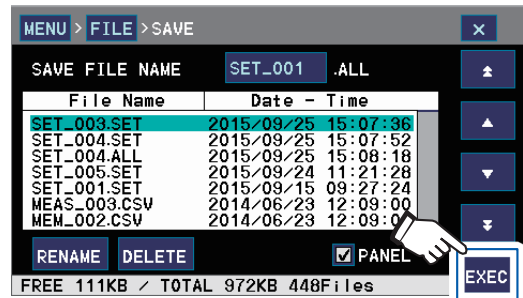 MENU > FILE > SAVE ×
SAVE FILE NAME SET_001 .ALL
File Name Date - Time
SET_003.SET 2015/09/25 15:07:36
SET_004.SET 2015/09/25 15:07:52
SET_004.ALL 2015/09/25 15:08:18
SET_005.SET 2015/09/24 11:21:28
SET_001.SET 2015/09/15 09:27:24
MEAS_003.CSV 2014/06/23 12:09:00
MEM_002.CSV 2014/06/23 12:09:0
RENAME DELETE PANEL
EXEC
FREE 111KB / TOTAL 972KB 448Files